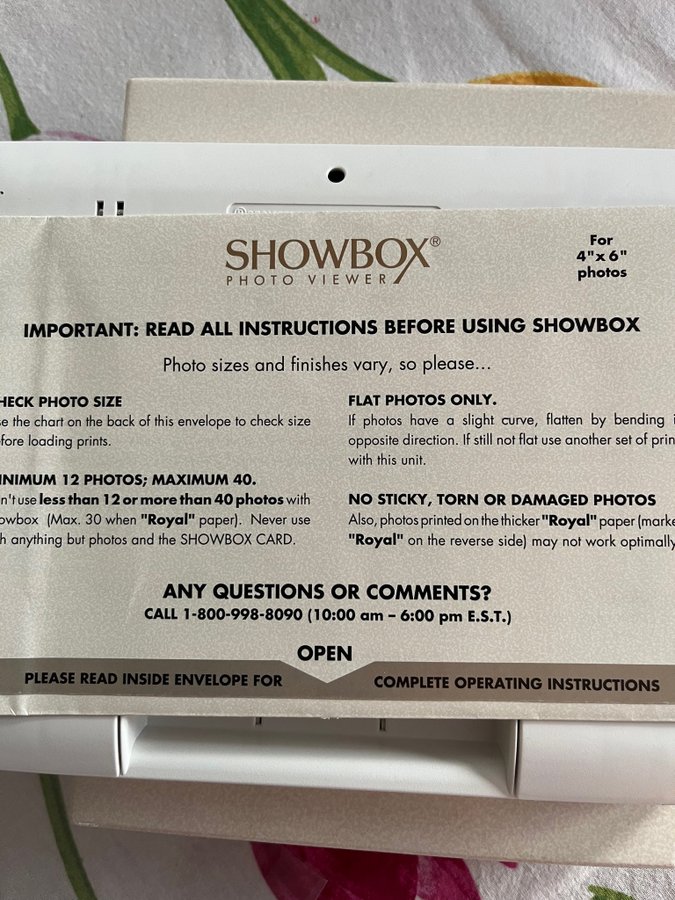 SHOWBOX®
PHOTO VIEWER
For
4" x 6"
photos
IMPORTANT: READ ALL INSTRUCTIONS BEFORE USING SHOWBOX
Photo sizes and finishes vary, so please...
HECK PHOTO SIZE
se the chart on the back of this envelope to check size
fore loading prints.
NIMUM 12 PHOTOS; MAXIMUM 40.
n't use less than 12 or more than 40 photos with
owbox (Max. 30 when "Royal" paper). Never use
h anything but photos and the SHOWBOX CARD.
FLAT PHOTOS ONLY.
If photos have a slight curve, flatten by bending i
opposite direction. If still not flat use another set of prin
with this unit.
NO STICKY, TORN OR DAMAGED PHOTOS
Also, photos printed on the thicker "Royal" paper (marke
"Royal" on the reverse side) may not work optimally
ANY QUESTIONS OR COMMENTS?
CALL 1-800-998-8090 (10:00 am – 6:00 pm E.S.T.)
OPEN
PLEASE READ INSIDE ENVELOPE FOR COMPLETE OPERATING INSTRUCTIONS